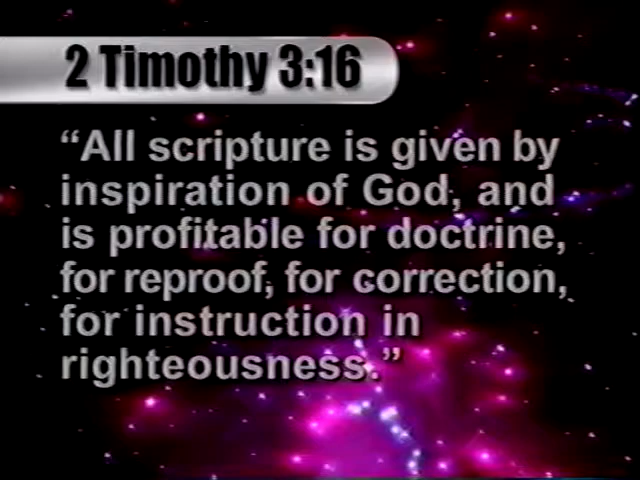 2 Timothy 3:16
“All scripture is given by
inspiration of God, and
is profitable for doctrine,
for reproof, for correction,
for instruction in
righteousness.”